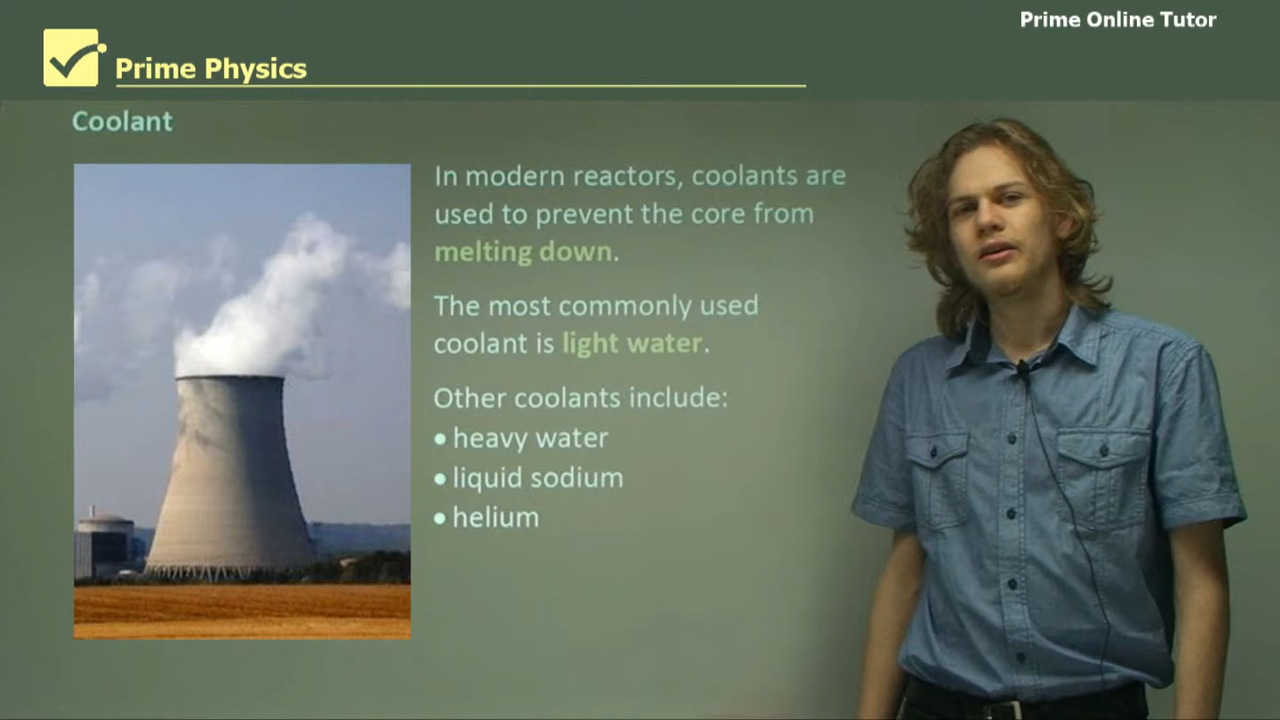 Prime Online Tutor
Prime Physics
Coolant
In modern reactors, coolants are
used to prevent the core from
melting down.
The most commonly used
coolant is light water.
Other coolants include:
• heavy water
• liquid sodium
• helium